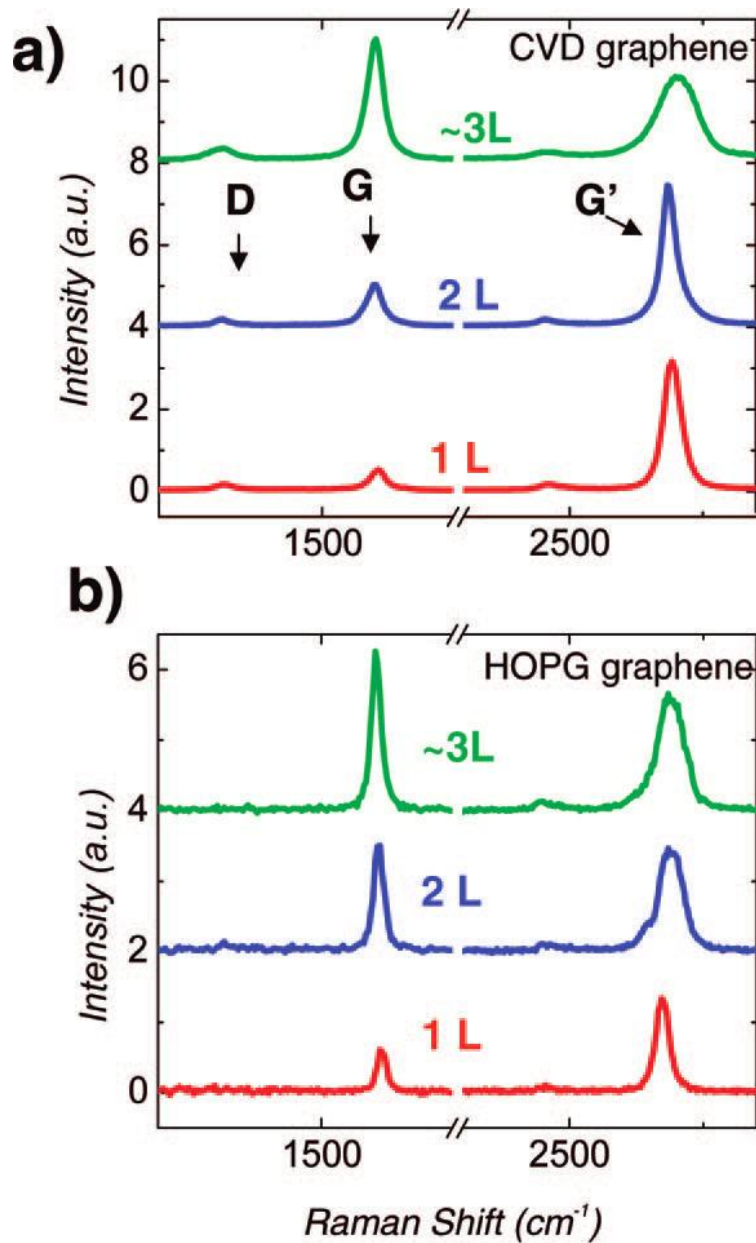 a)
CVD graphene
10
~3L
8
D
G
G’
6
2 L
4
2
1 L
0
Intensity (a.u.)
1500
2500
b)
HOPG graphene
6
~3L
4
2 L
2
1 L
0
Intensity (a.u.)
1500
2500
Raman Shift (cm-1)